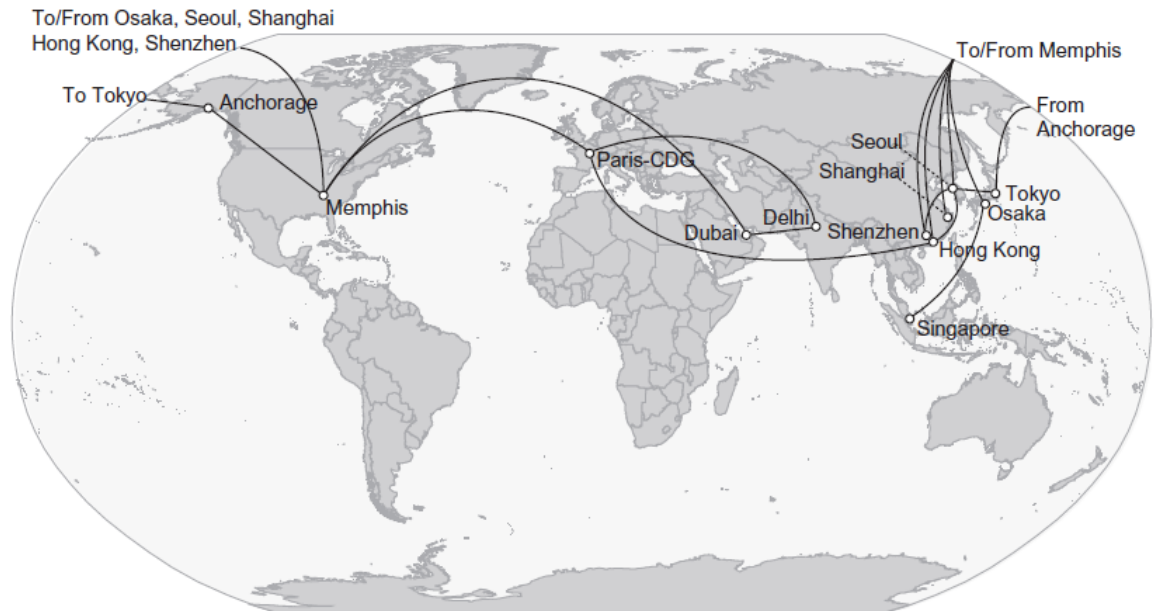 To/From Osaka, Seoul, Shanghai
Hong Kong, Shenzhen
To/From Memphis
To Tokyo
Anchorage
From
Anchorage
Seoul
Paris-CDG
Shanghai
Memphis
Tokyo
Osaka
Delhi
Dubai
Shenzhen
Hong Kong
Singapore